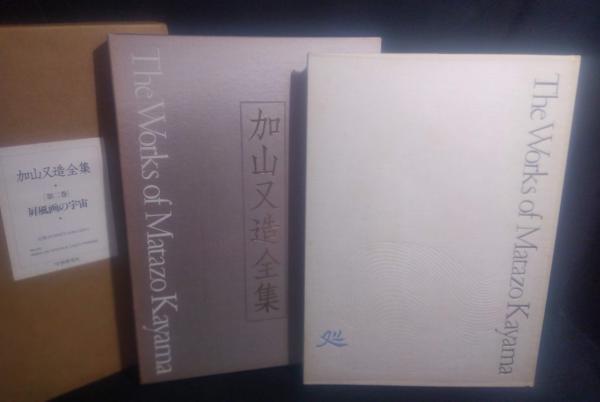 加山又造全集
[第二巻]
屏風画の宇宙
The Works of Matazo Kayama
加山又造全集
The Works of Matazo Kayama